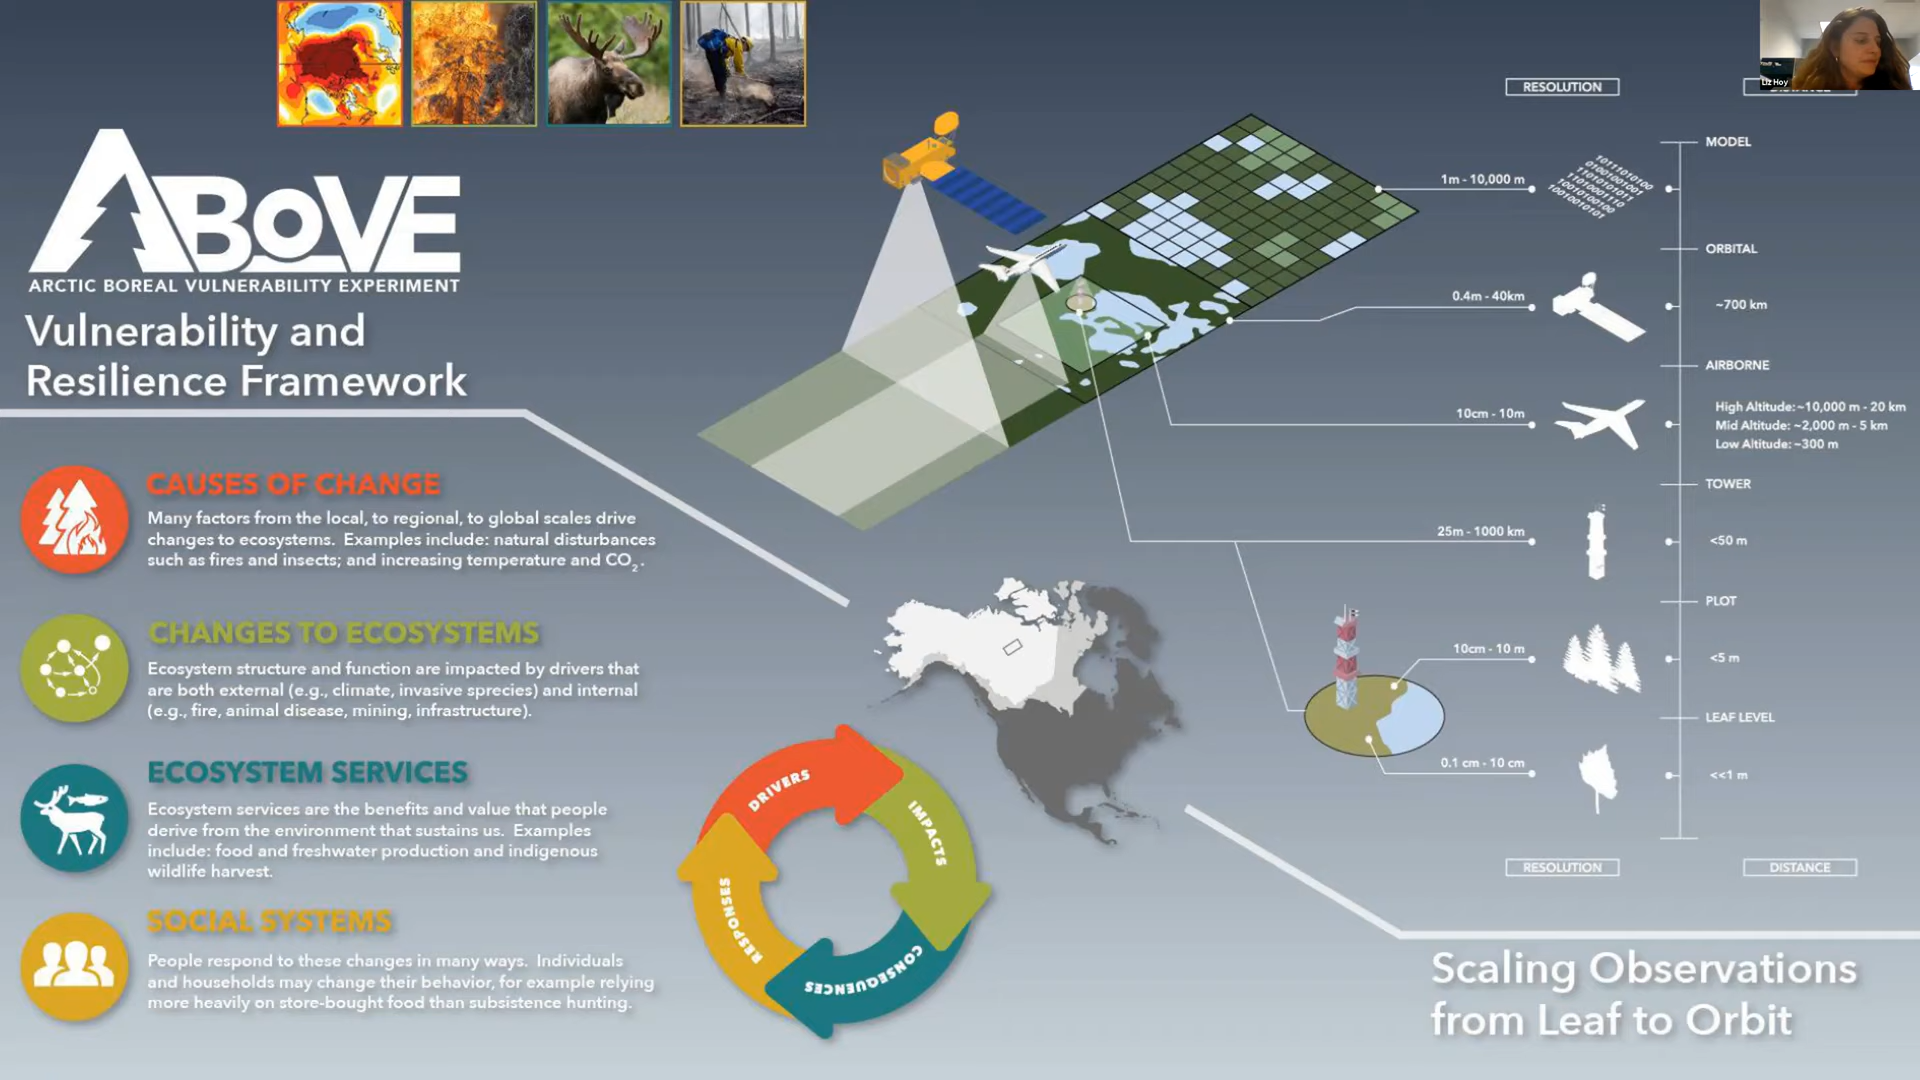 ABoVE
ARCTIC BOREAL VULNERABILITY EXPERIMENT
Vulnerability and
Resilience Framework
CAUSES OF CHANGE
Many factors from the local, to regional, to global scales drive
changes to ecosystems. Examples include: natural disturbances
such as fires and insects; and increasing temperature and CO2.
CHANGES TO ECOSYSTEMS
Ecosystem structure and function are impacted by drivers that
are both external (e.g., climate, invasive sprecies) and internal
(e.g., fire, animal disease, mining, infrastructure).
ECOSYSTEM SERVICES
Ecosystem services are the benefits and value that people
derive from the environment that sustains us. Examples
include: food and freshwater production and indigenous
wildlife harvest.
SOCIAL SYSTEMS
People respond to these changes in many ways. Individuals
and households may change their behavior, for example relying
more heavily on store-bought food than subsistence hunting.
DRIVERS
IMPACTS
CONSEQUENCES
RESPONSES
Liz Hoy
RESOLUTION
DISTANCE
MODEL
1m - 10,000 m
ORBITAL
0.4m - 40km
~700 km
AIRBORNE
10cm - 10m
High Altitude: ~10,000 m - 20 km
Mid Altitude: ~2,000 m - 5 km
Low Altitude: ~300 m
TOWER
25m - 1000 km
<50 m
PLOT
10cm - 10 m
<5 m
LEAF LEVEL
0.1 cm - 10 cm
<<1 m
RESOLUTION
DISTANCE
Scaling Observations
from Leaf to Orbit